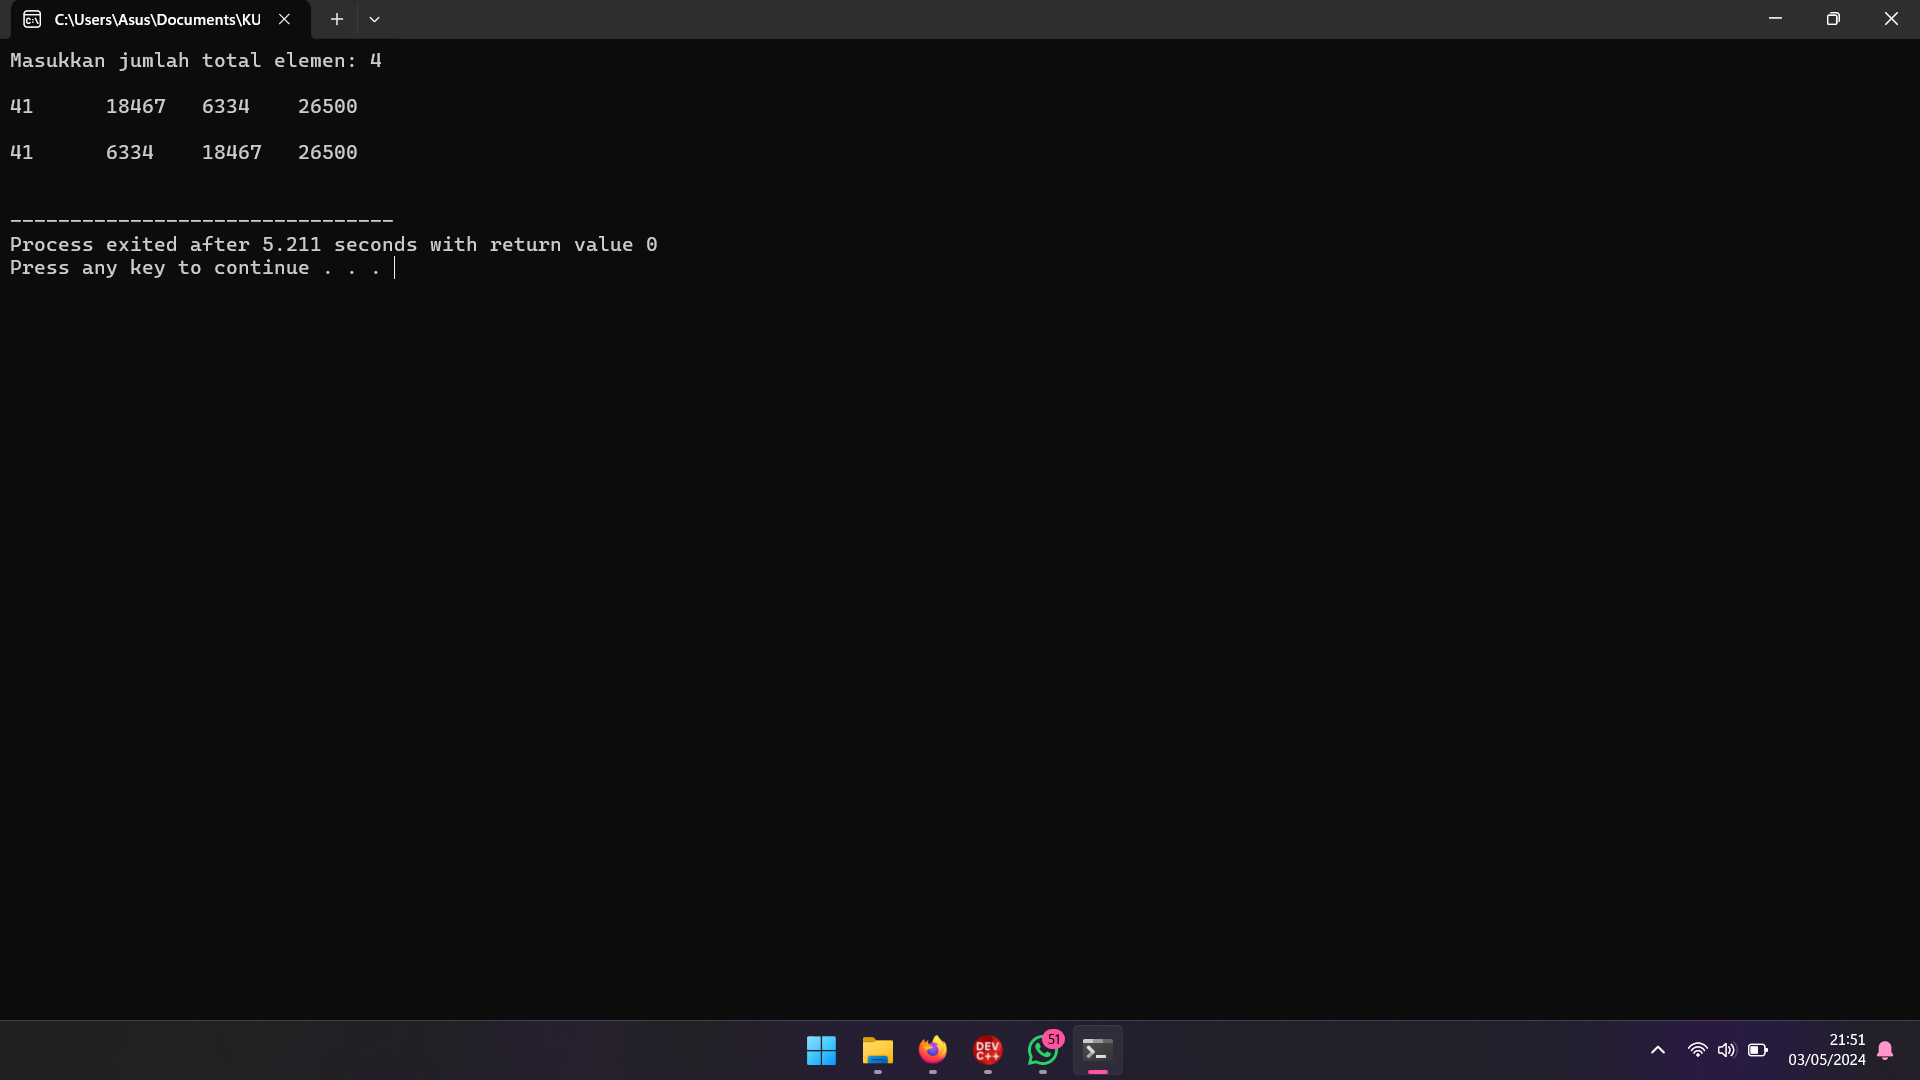 C:\Users\Asus\Documents\KU
Masukkan jumlah total elemen: 4
41      18467   6334    26500
41      6334    18467   26500
--------------------------------
Process exited after 5.211 seconds with return value 0
Press any key to continue . . .
DEV
C++
51
21:51
03/05/2024